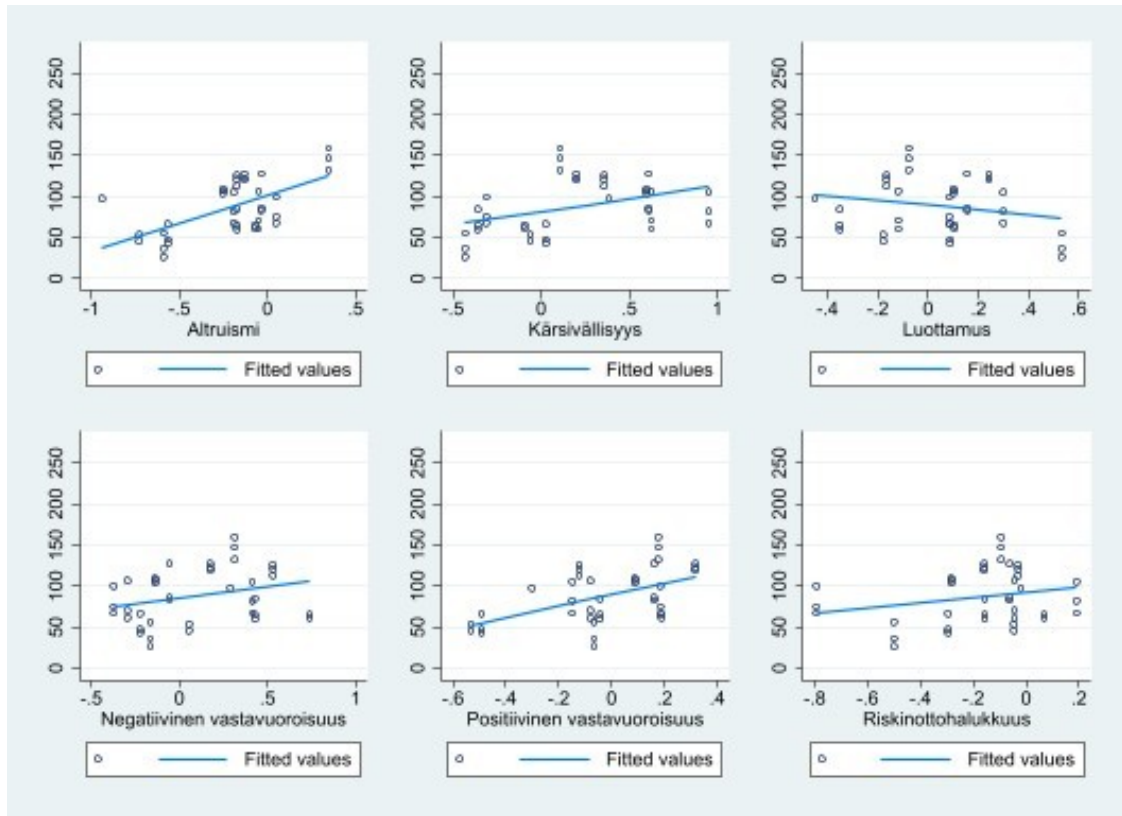 250
200
150
100
50
0
-1 -.5 0 .5
Altruismi
Fitted values
250
200
150
100
50
0
-.5 0 .5 1
Kärsivällisyys
Fitted values
250
200
150
100
50
0
-.4 -.2 0 .2 .4 .6
Luottamus
Fitted values
250
200
150
100
50
0
-.5 0 .5 1
Negatiivinen vastavuoroisuus
Fitted values
250
200
150
100
50
0
-.6 -.4 -.2 0 .2 .4
Positiivinen vastavuoroisuus
Fitted values
250
200
150
100
50
0
-.8 -.6 -.4 -.2 0 .2
Riskinottohalukkuus
Fitted values